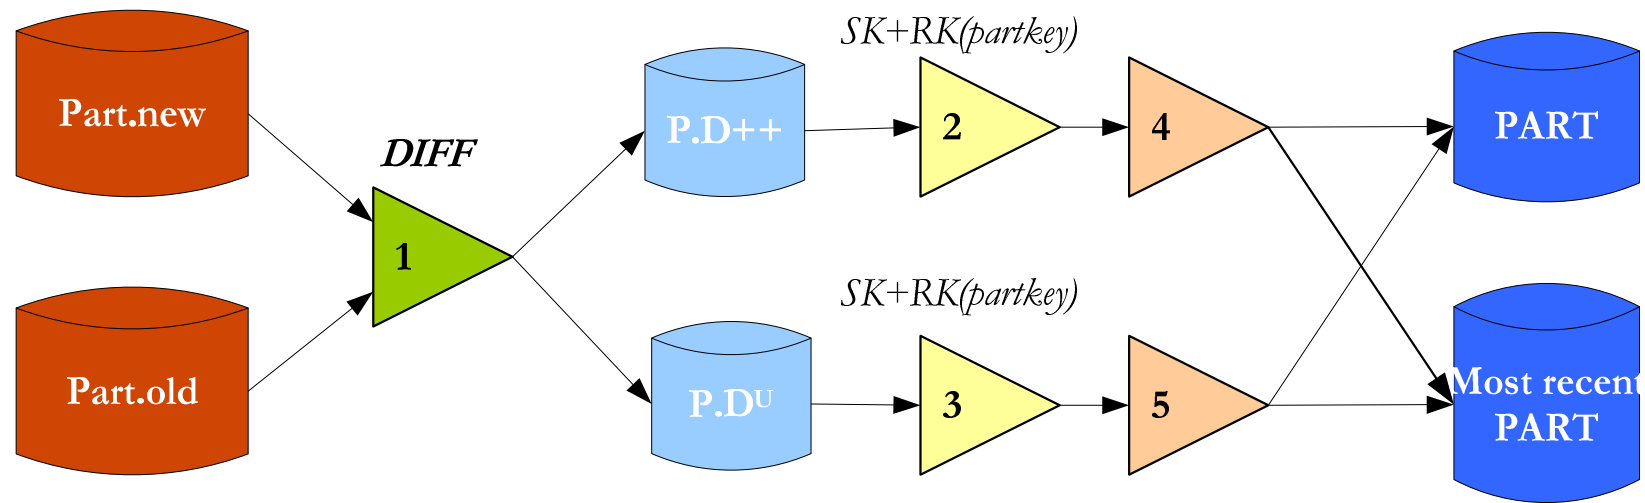 SK+RK(partkey)
Part.new
P.D++
2
4
PART
DIFF
1
SK+RK(partkey)
Part.old
P.Dᵁ
3
5
Most recent
PART